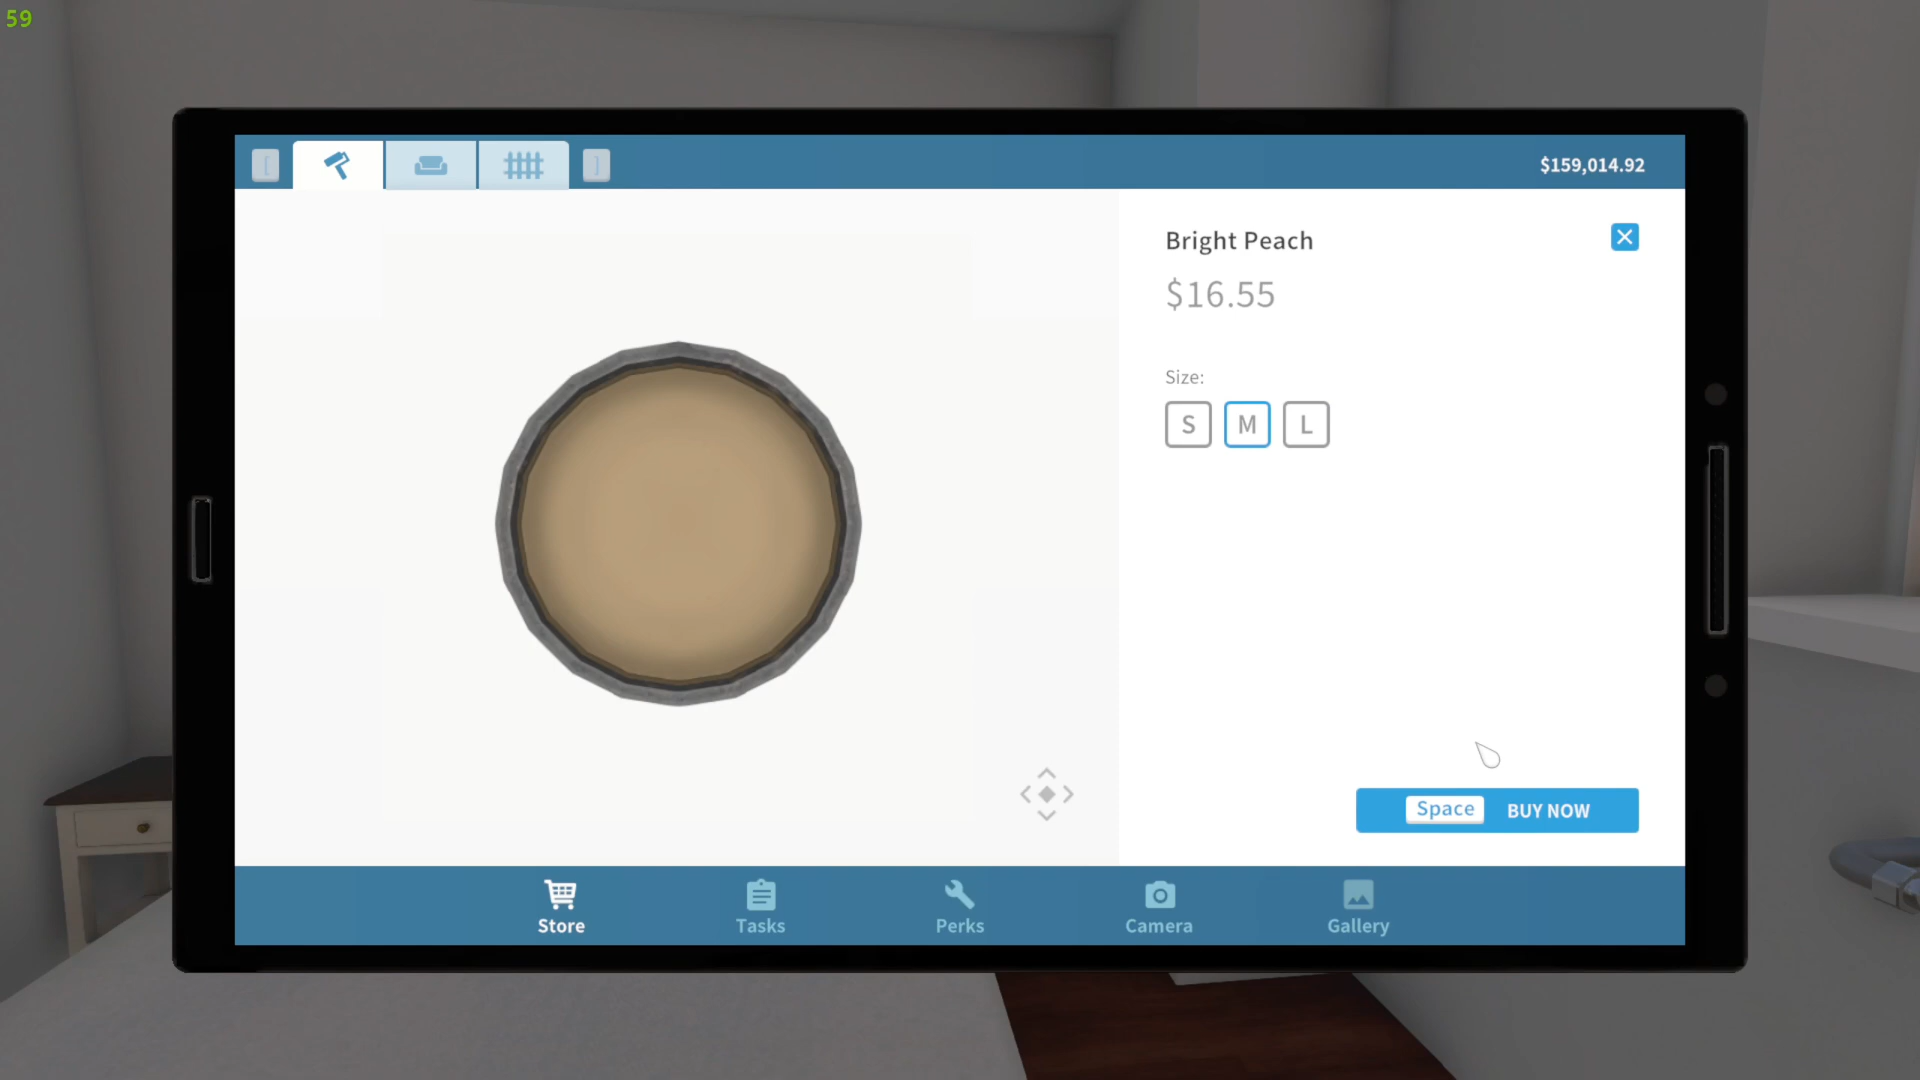 59
[
]
$159,014.92
Bright Peach
$16.55
Size:
S M L
Space BUY NOW
Store Tasks Perks Camera Gallery